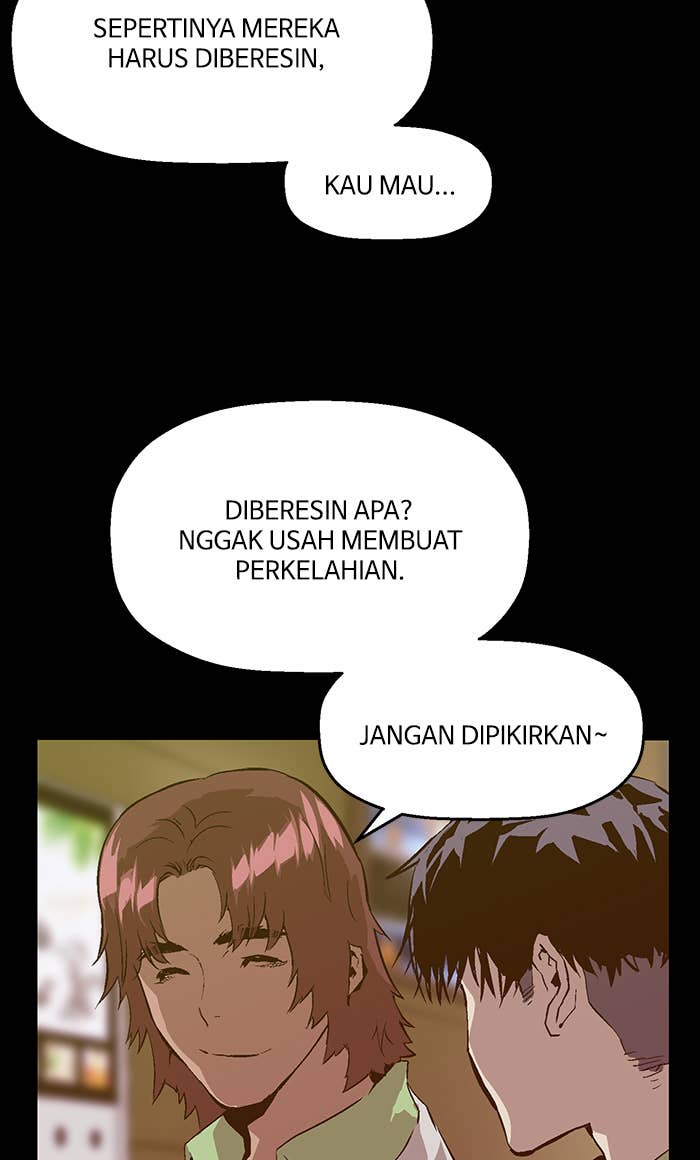 SEPERTINYA MEREKA
HARUS DIBERESIN,
KAU MAU...
DIBERESIN APA?
NGGAK USAH MEMBUAT
PERKELAHIAN.
JANGAN DIPIKIRKAN~